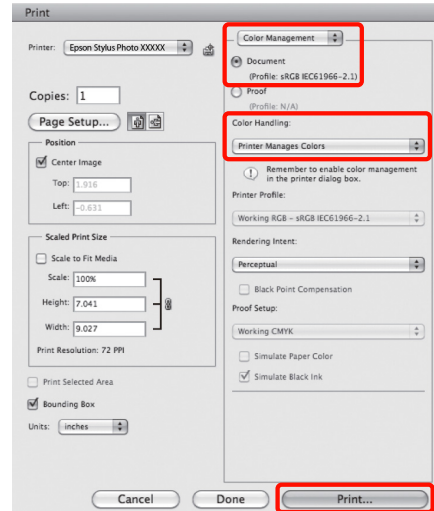 Print
Printer: Epson Stylus Photo XXXXX
Copies: 1
Page Setup...
Position
Center Image
Top: 1.916
Left: -0.631
Scaled Print Size
Scale to Fit Media
Scale: 100%
Height: 7.041
Width: 9.027
Print Resolution: 72 PPI
Print Selected Area
Bounding Box
Units: inches
Color Management
Document
(Profile: sRGB IEC61966-2.1)
Proof
(Profile: N/A)
Color Handling:
Printer Manages Colors
Remember to enable color management
in the printer dialog box.
Printer Profile:
Working RGB - sRGB IEC61966-2.1
Rendering Intent:
Perceptual
Black Point Compensation
Proof Setup:
Working CMYK
Simulate Paper Color
Simulate Black Ink
Cancel
Done
Print...